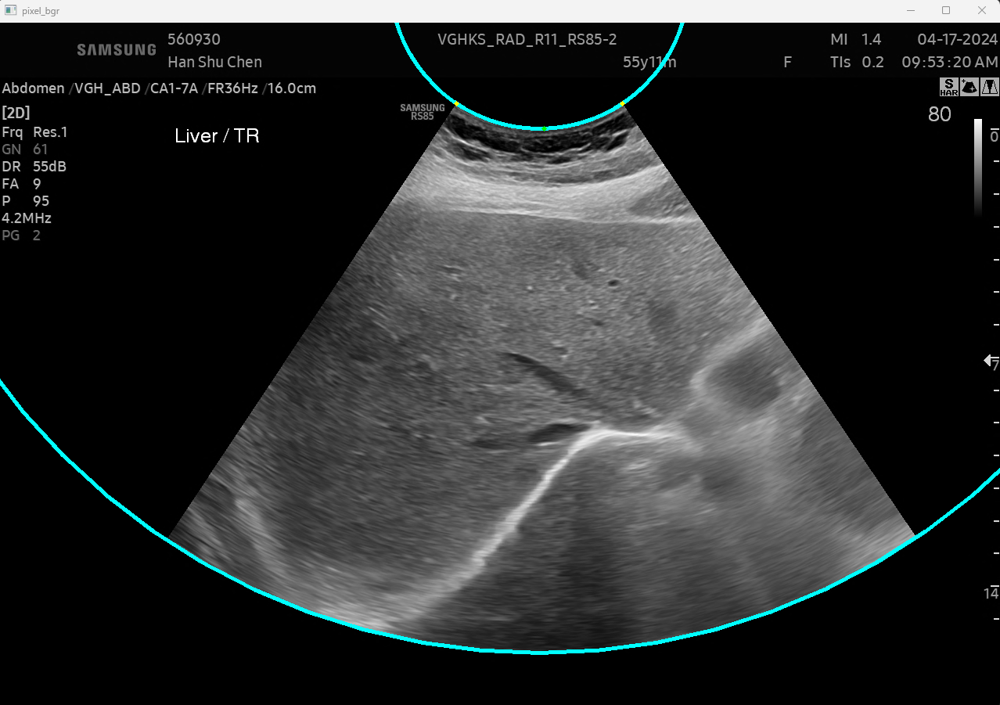 pixel_bgr
SAMSUNG
560930
Han Shu Chen
VGHKS_RAD_R11_RS85-2
55y11m
F
MI 1.4
TIs 0.2
04-17-2024
09:53:20 AM
Abdomen /VGH_ABD /CA1-7A /FR36Hz /16.0cm
[2D]
Frq Res.1
GN 61
DR 55dB
FA 9
P 95
4.2MHz
PG 2
Liver / TR
SAMSUNG
RS85
S
HAR
80
0
7
14